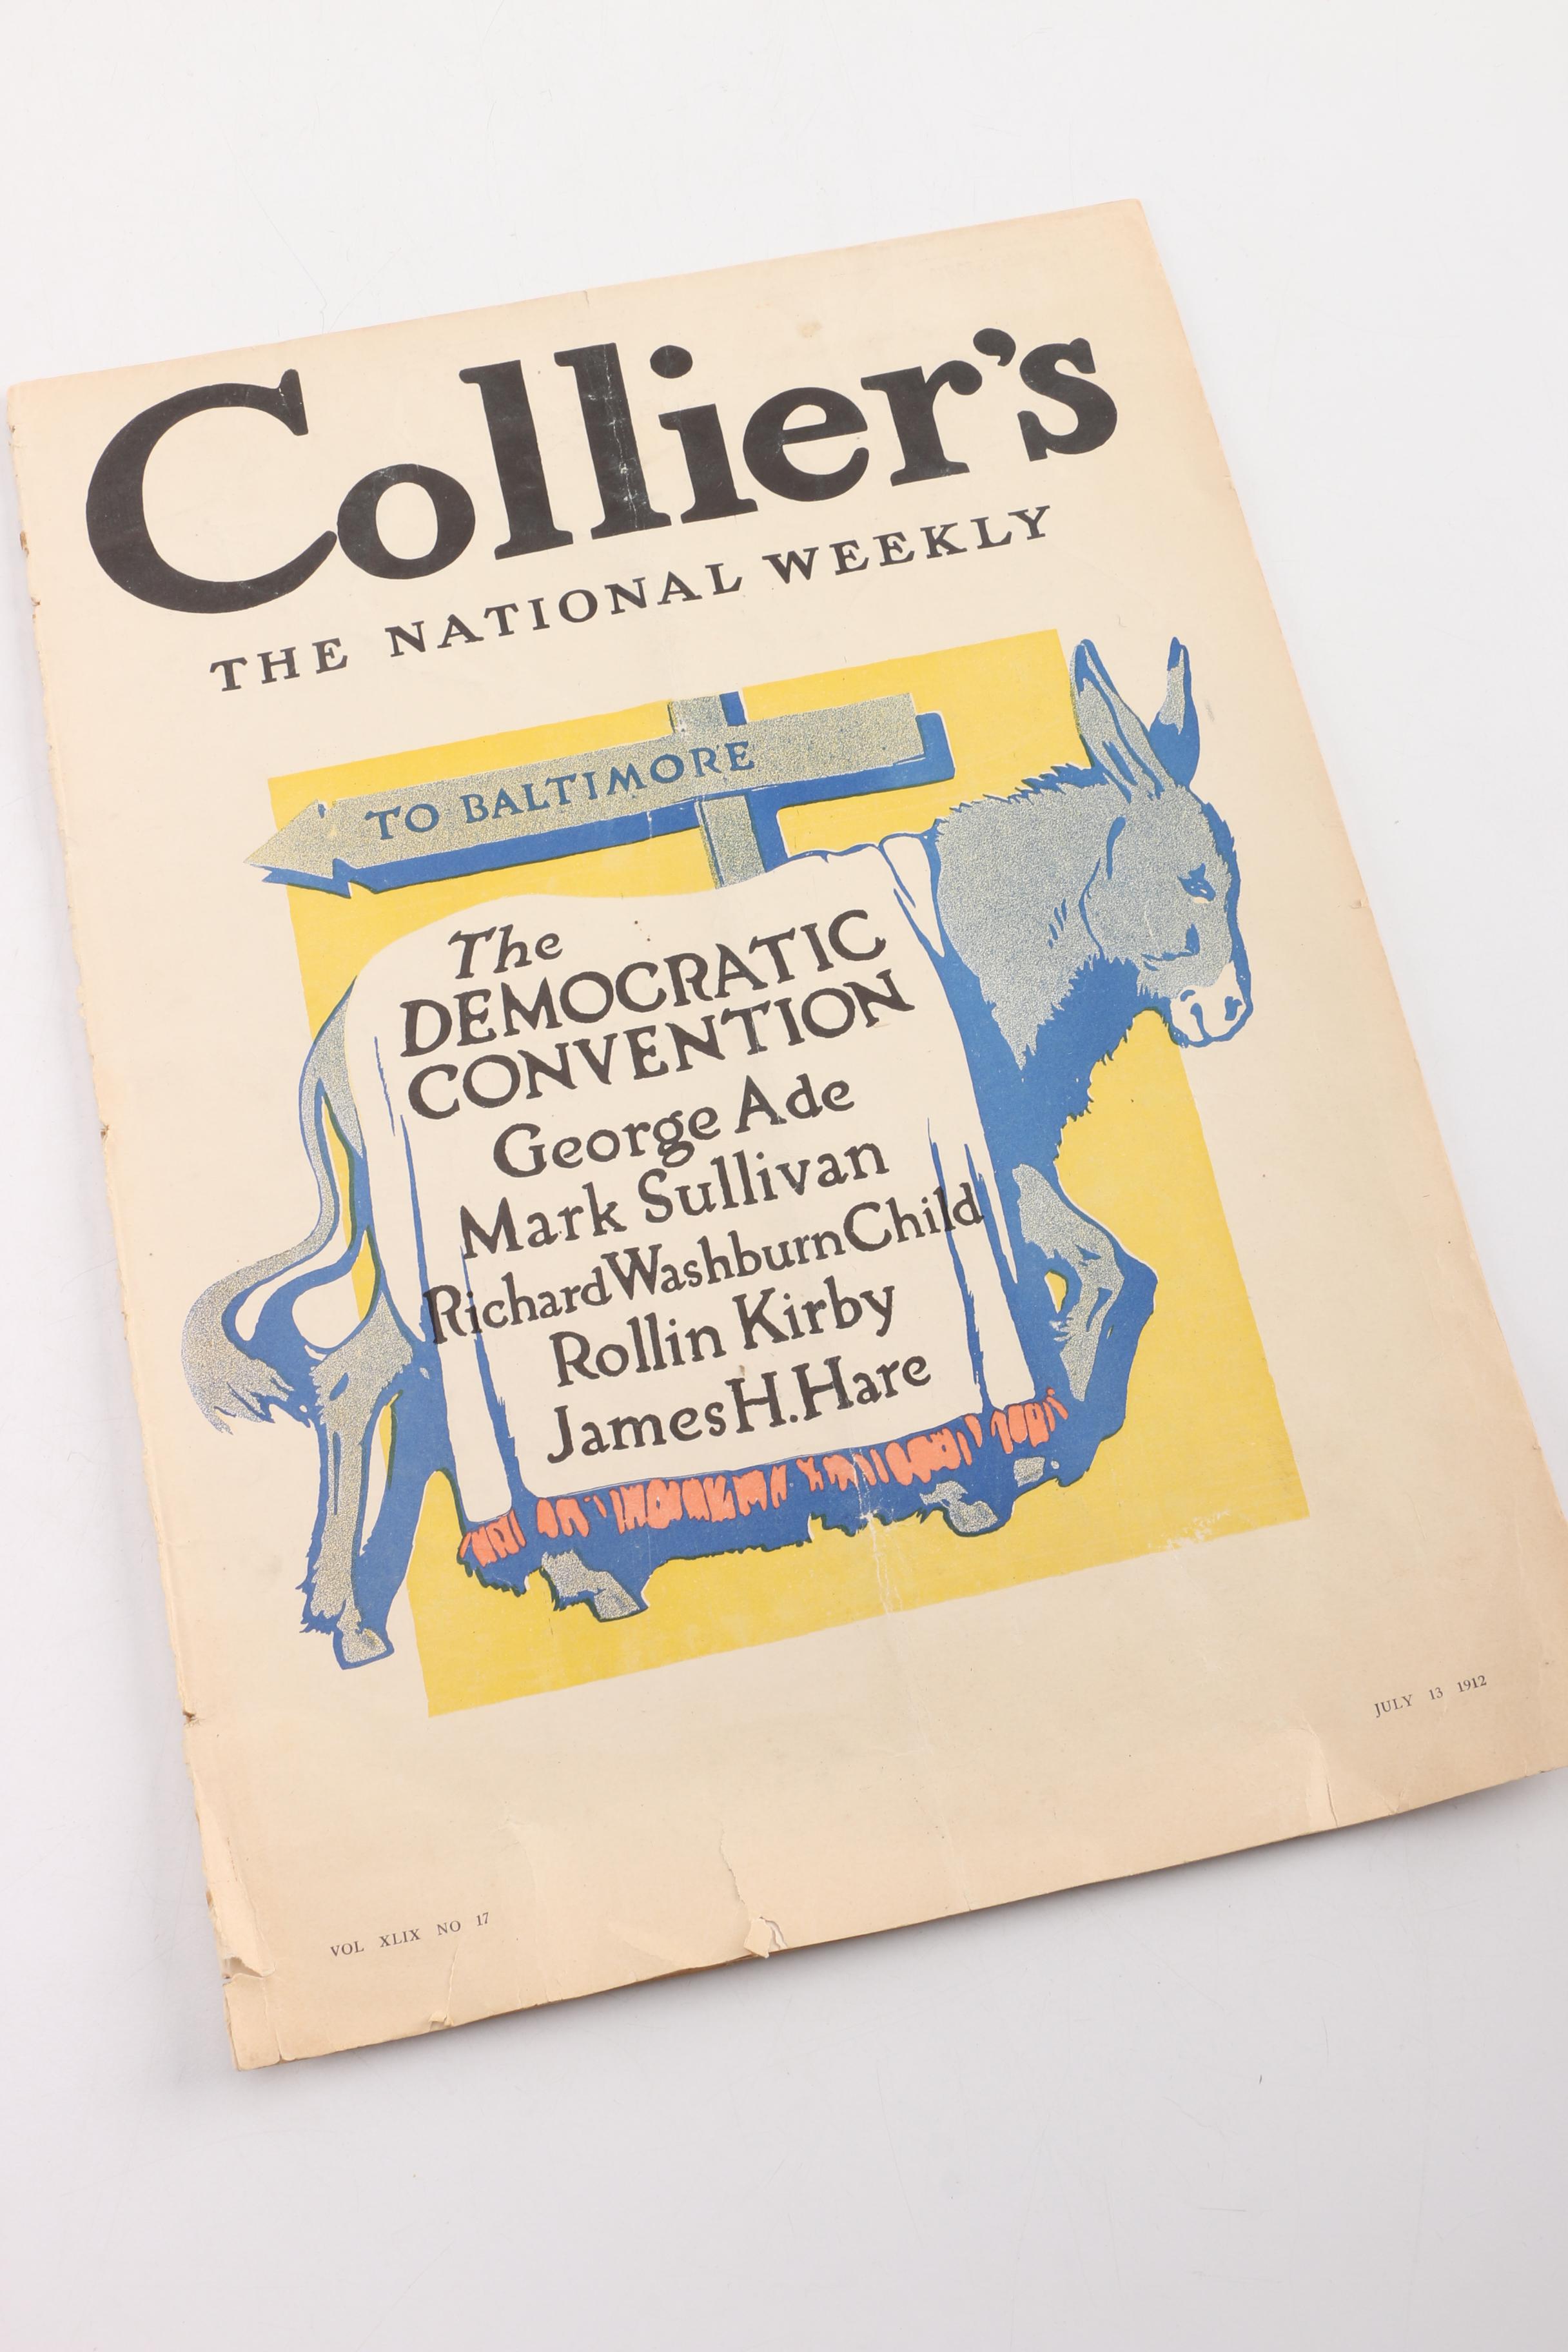 Collier's
THE NATIONAL WEEKLY
TO BALTIMORE
The
DEMOCRATIC
CONVENTION
George Ade
Mark Sullivan
Richard Washburn Child
Rollin Kirby
James H. Hare
JULY 13 1912
VOL XLIX NO 17